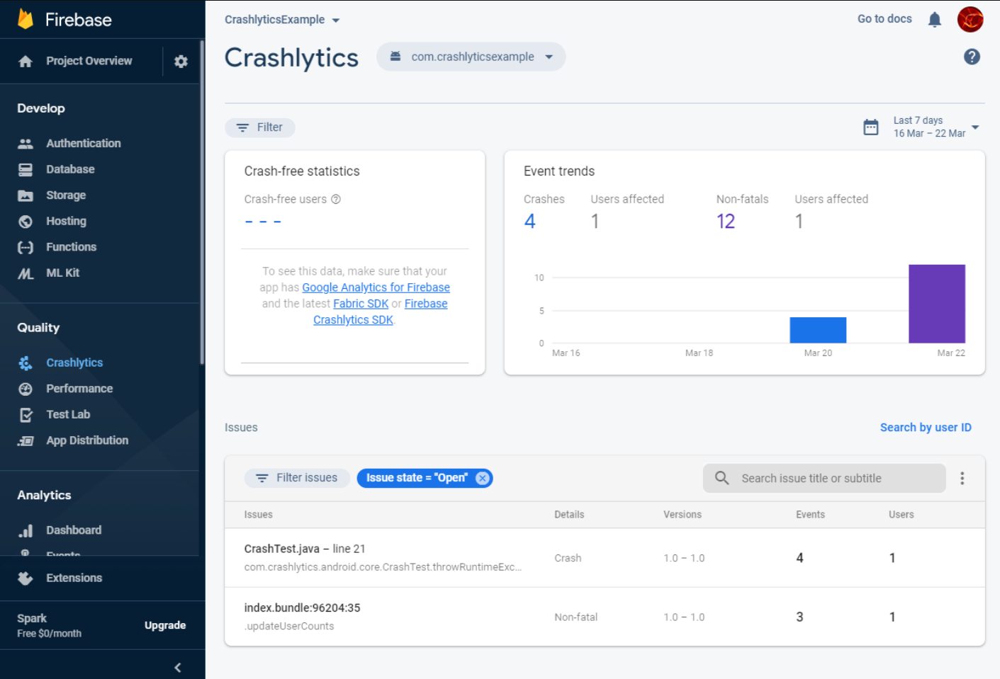 Firebase
Project Overview
Develop
Authentication
Database
Storage
Hosting
Functions
ML Kit
Quality
Crashlytics
Performance
Test Lab
App Distribution
Analytics
Dashboard
Events
Extensions
Spark
Free $0/month
Upgrade
CrashlyticsExample
Go to docs
Crashlytics
com.crashlyticsexample
Filter
Last 7 days
16 Mar – 22 Mar
Crash-free statistics
Crash-free users
- - -
To see this data, make sure that your
app has Google Analytics for Firebase
and the latest Fabric SDK or Firebase
Crashlytics SDK.
Event trends
Crashes Users affected Non-fatals Users affected
4 1 12 1
10
5
0
Mar 16 Mar 18 Mar 20 Mar 22
Issues
Search by user ID
Filter issues
Issue state = "Open"
Search issue title or subtitle
Issues Details Versions Events Users
CrashTest.java – line 21
com.crashlytics.android.core.CrashTest.throwRuntimeExc...
Crash 1.0 – 1.0 4 1
index.bundle:96204:35
.updateUserCounts
Non-fatal 1.0 – 1.0 3 1